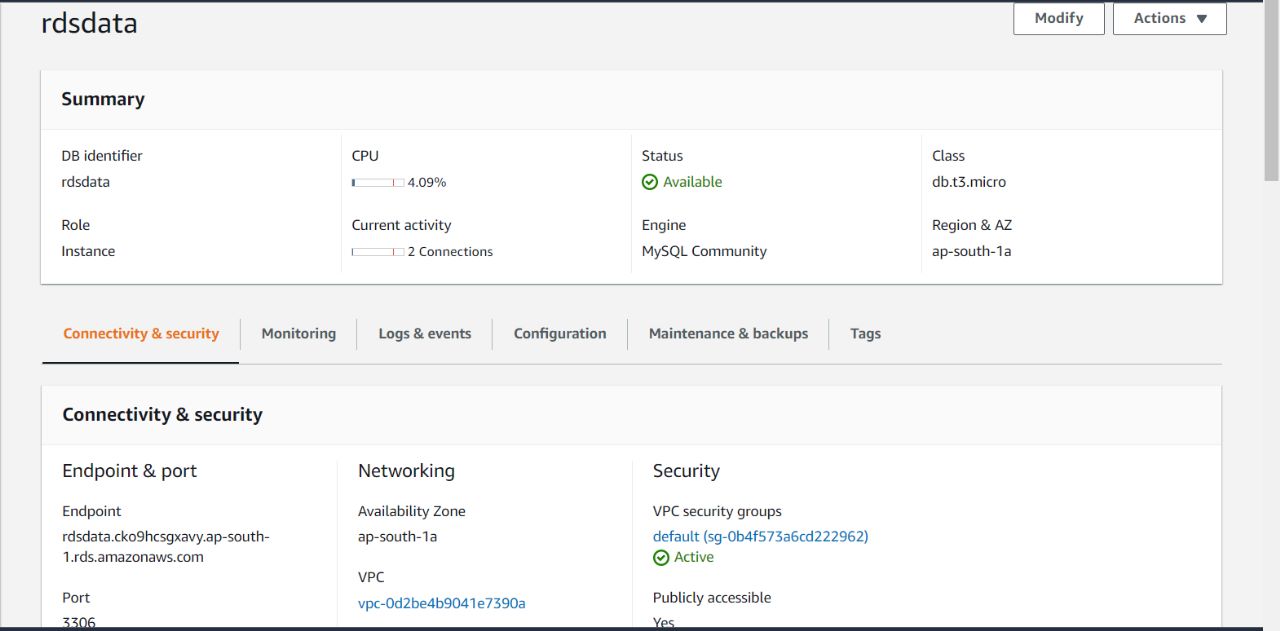 rdsdata
Modify
Actions
Summary
DB identifier
rdsdata
CPU
4.09%
Status
Available
Class
db.t3.micro
Role
Instance
Current activity
2 Connections
Engine
MySQL Community
Region & AZ
ap-south-1a
Connectivity & security
Monitoring
Logs & events
Configuration
Maintenance & backups
Tags
Connectivity & security
Endpoint & port
Endpoint
rdsdata.cko9hcsgxavy.ap-south-
1.rds.amazonaws.com
Port
3306
Networking
Availability Zone
ap-south-1a
VPC
vpc-0d2be4b9041e7390a
Security
VPC security groups
default (sg-0b4f573a6cd222962)
Active
Publicly accessible
Yes